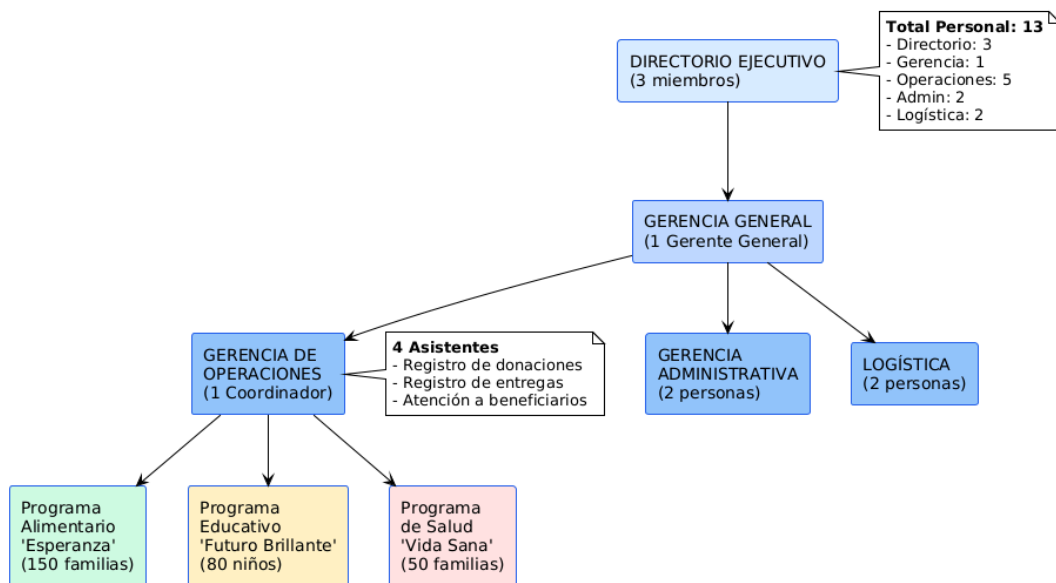 DIRECTORIO EJECUTIVO
(3 miembros)
Total Personal: 13
- Directorio: 3
- Gerencia: 1
- Operaciones: 5
- Admin: 2
- Logística: 2
GERENCIA GENERAL
(1 Gerente General)
GERENCIA DE
OPERACIONES
(1 Coordinador)
4 Asistentes
- Registro de donaciones
- Registro de entregas
- Atención a beneficiarios
GERENCIA
ADMINISTRATIVA
(2 personas)
LOGÍSTICA
(2 personas)
Programa
Alimentario
'Esperanza'
(150 familias)
Programa
Educativo
'Futuro Brillante'
(80 niños)
Programa
de Salud
'Vida Sana'
(50 familias)